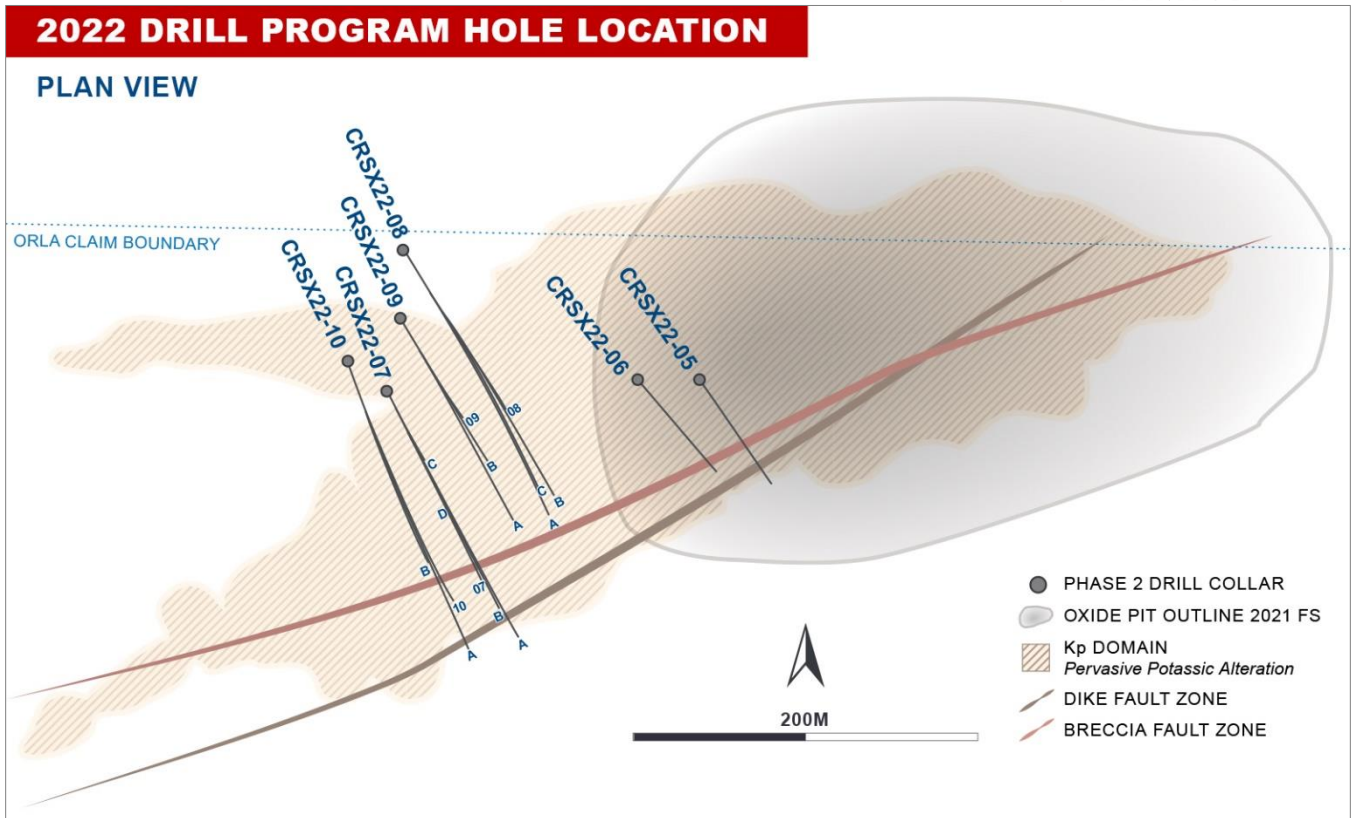 2022 DRILL PROGRAM HOLE LOCATION
PLAN VIEW
CRSX22-08
CRSX22-09
CRSX22-10
CRSX22-07
CRSX22-06
CRSX22-05
ORLA CLAIM BOUNDARY
09
08
B
C
B
A
A
C
D
B
10
07
B
A
A
200M
PHASE 2 DRILL COLLAR
OXIDE PIT OUTLINE 2021 FS
Kp DOMAIN
Pervasive Potassic Alteration
DIKE FAULT ZONE
BRECCIA FAULT ZONE